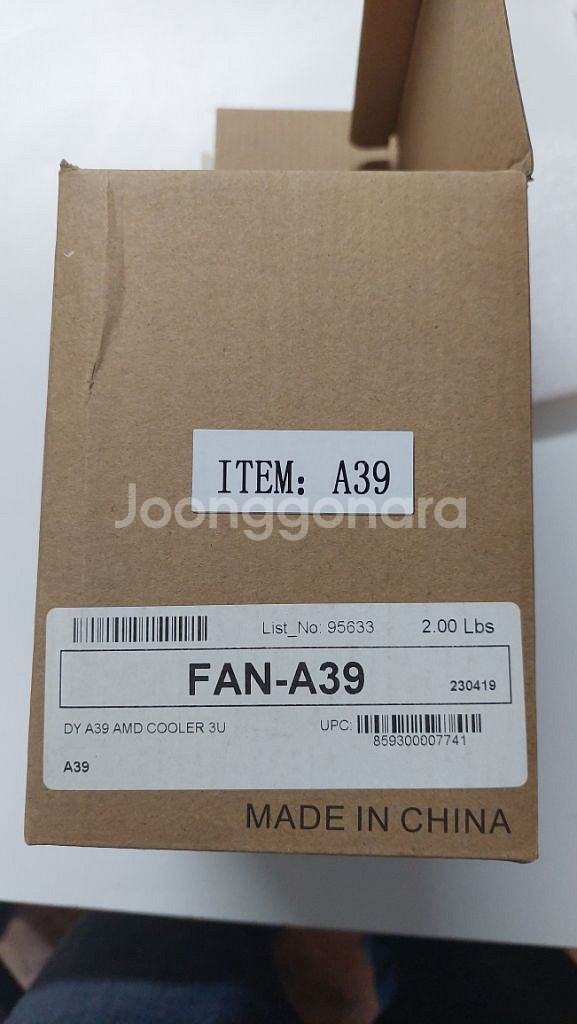 ITEM: A39
Joonggonara
List_No: 95633 2.00 Lbs
FAN-A39 230419
DY A39 AMD COOLER 3U UPC:
859300007741
A39
MADE IN CHINA